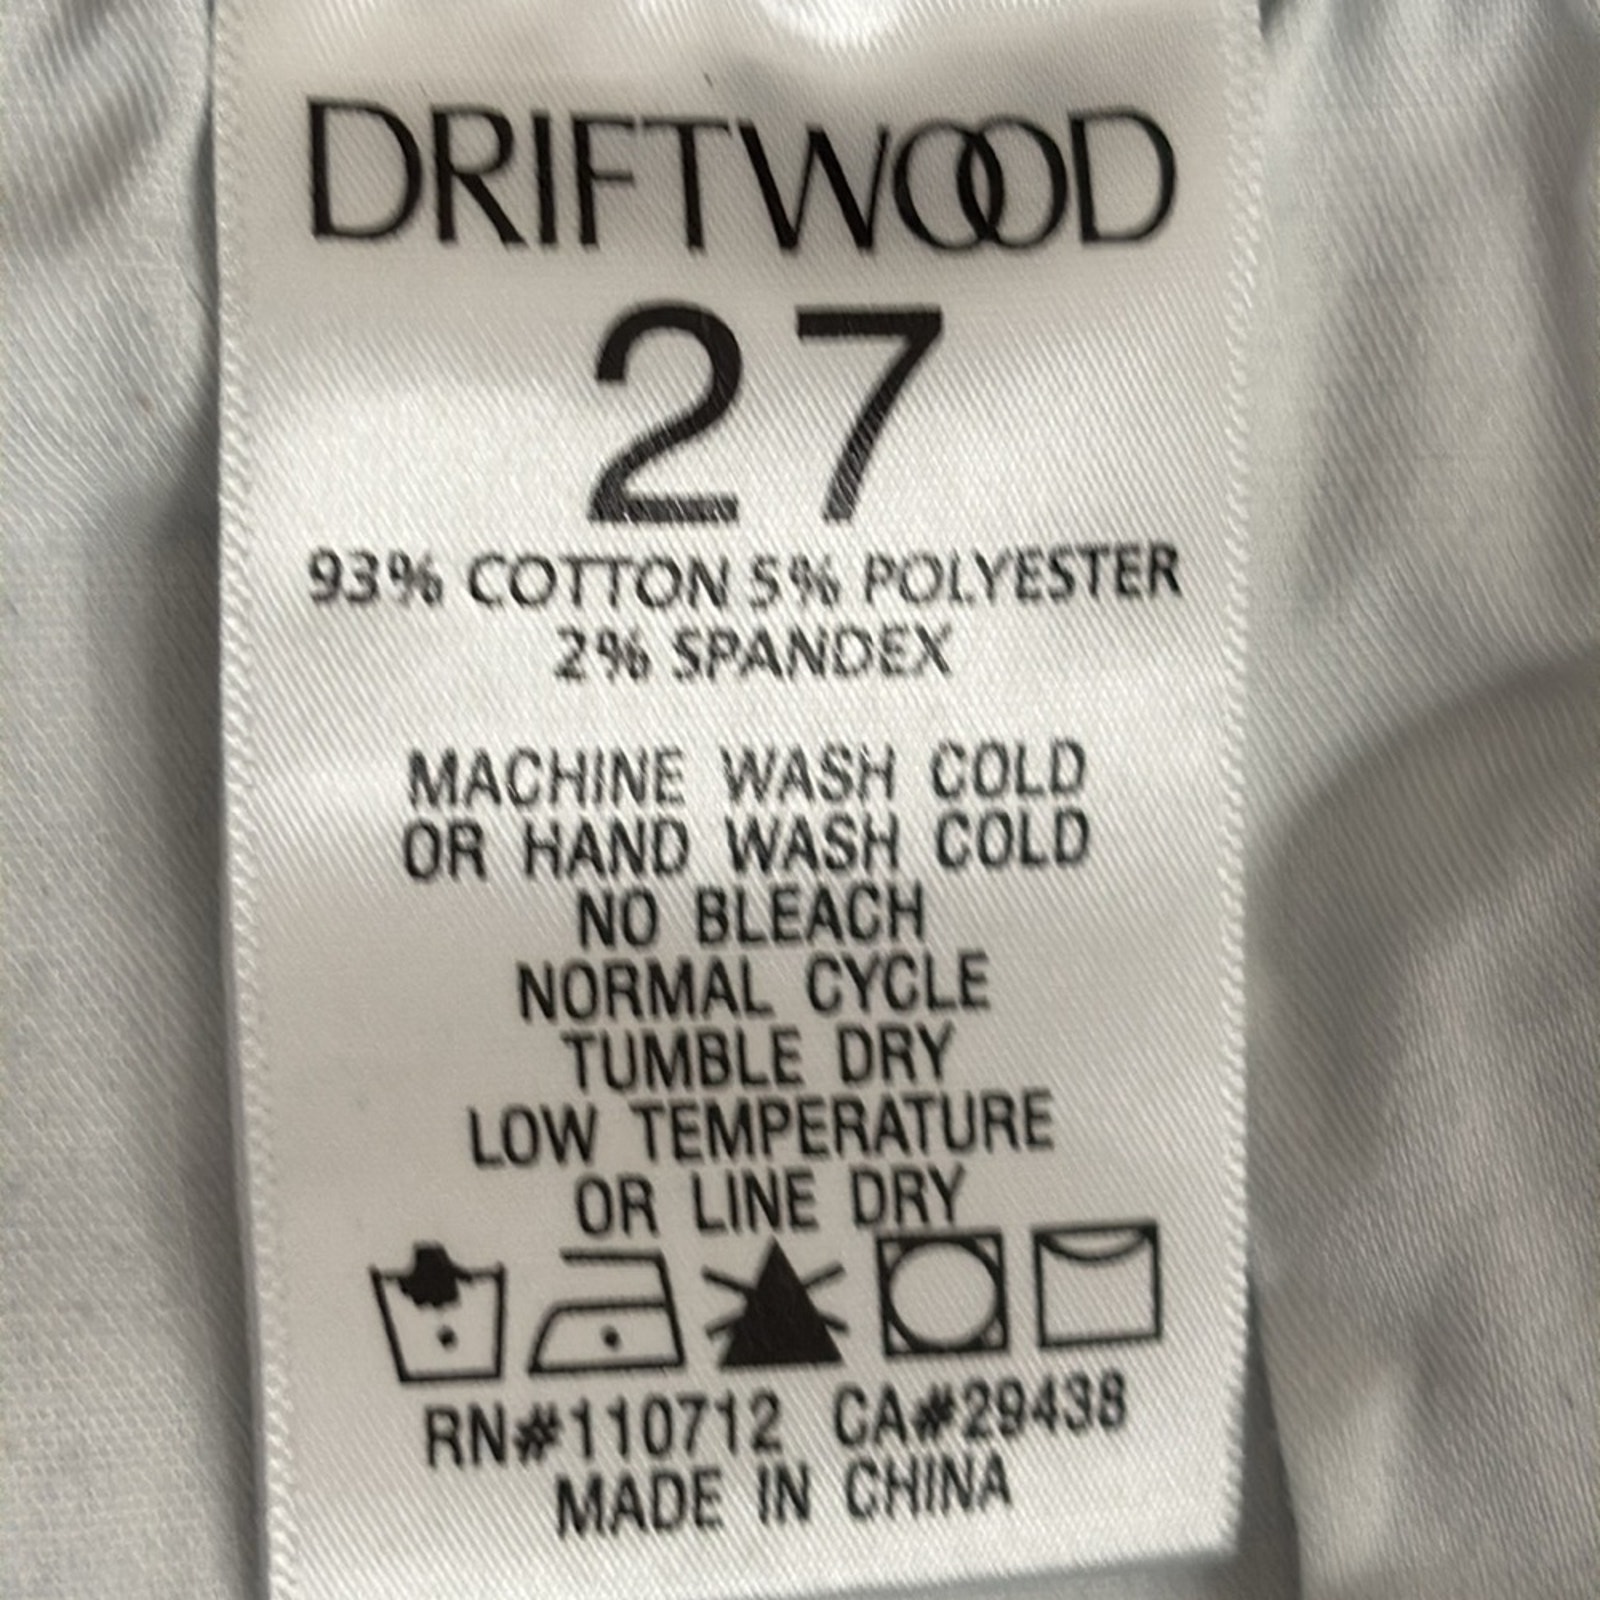 DRIFTWOOD
27
93% COTTON 5% POLYESTER
2% SPANDEX
MACHINE WASH COLD
OR HAND WASH COLD
NO BLEACH
NORMAL CYCLE
TUMBLE DRY
LOW TEMPERATURE
OR LINE DRY
RN#110712 CA#29438
MADE IN CHINA